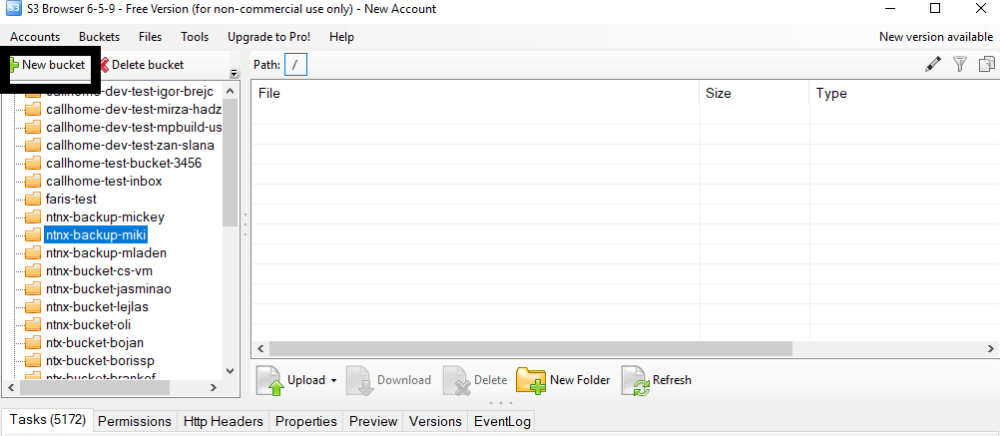 S3 S3 Browser 6-5-9 - Free Version (for non-commercial use only) - New Account
Accounts Buckets Files Tools Upgrade to Pro! Help New version available
New bucket Delete bucket Path: /
File Size Type
callhome-dev-test-igor-brejc
callhome-dev-test-mirza-hadz
callhome-dev-test-mpbuild-us
callhome-dev-test-zan-slana
callhome-test-bucket-3456
callhome-test-inbox
faris-test
ntnx-backup-mickey
ntnx-backup-miki
ntnx-backup-mladen
ntnx-bucket-cs-vm
ntnx-bucket-jasminao
ntnx-bucket-lejlas
ntnx-bucket-oli
ntx-bucket-bojan
ntx-bucket-borissp
ntx-bucket-brankof
Upload Download Delete New Folder Refresh
Tasks (5172) Permissions Http Headers Properties Preview Versions EventLog